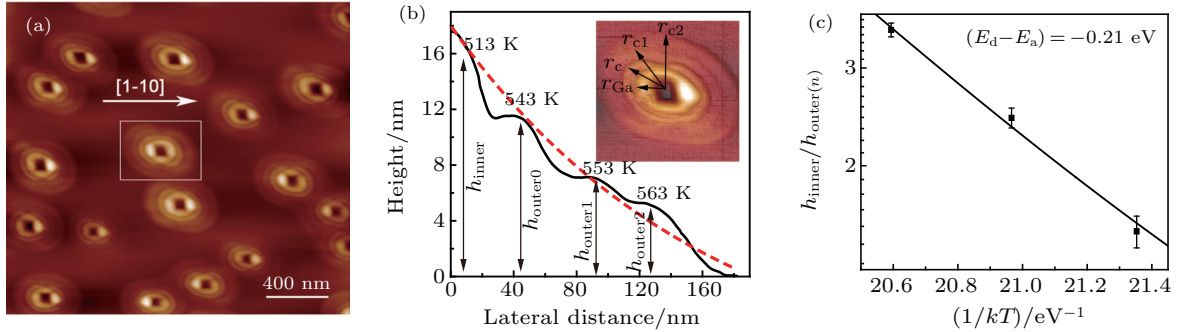 (a)
[1-10]
400 nm
(b)
Height/nm
16
12
8
4
0
513 K
543 K
553 K
563 K
h_inner
h_outer0
h_outer1
h_outer2
r_c1
r_c2
r_c
r_Ga
0 40 80 120 160
Lateral distance/nm
(c)
(E_d−E_a) = −0.21 eV
h_inner/h_outer(n)
3
2
20.6 20.8 21.0 21.2 21.4
(1/kT)/eV⁻¹